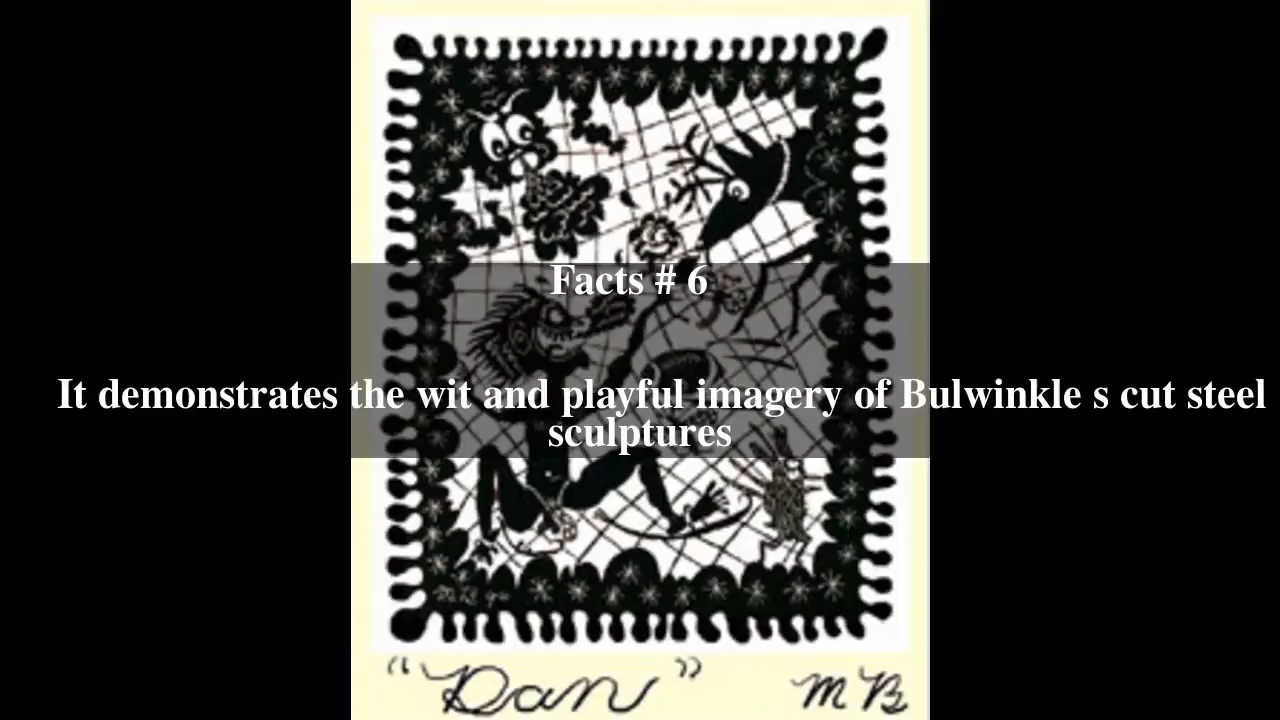 Facts # 6
It demonstrates the wit and playful imagery of Bulwinkle s cut steel
sculptures
"Dan" MB